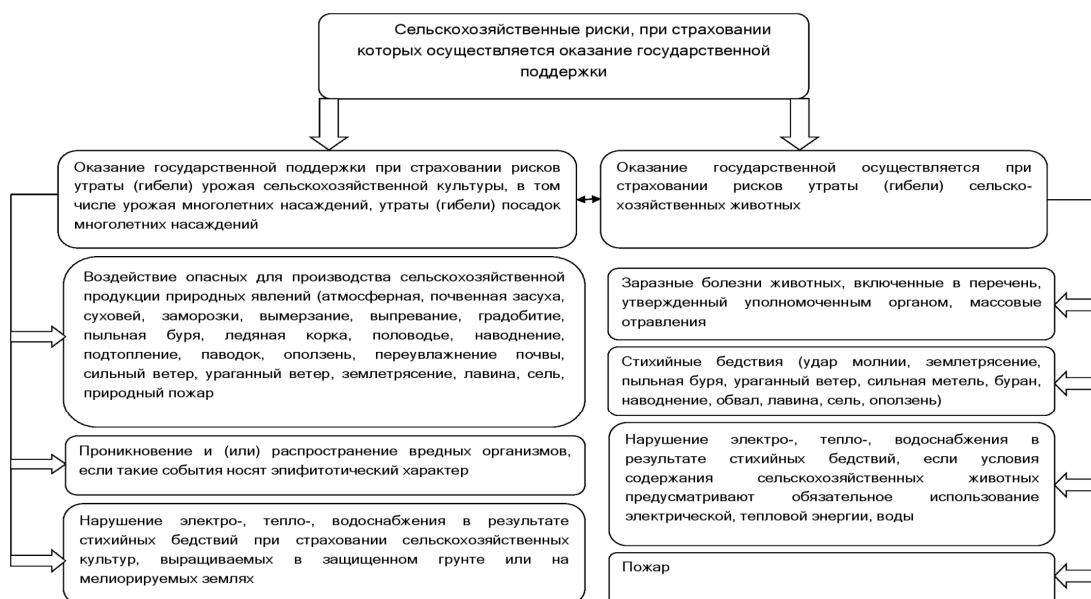 Сельскохозяйственные риски, при страховании
которых осуществляется оказание государственной
поддержки
Оказание государственной поддержки при страховании рисков
утраты (гибели) урожая сельскохозяйственной культуры, в том
числе урожая многолетних насаждений, утраты (гибели) посадок
многолетних насаждений
Оказание государственной осуществляется при
страховании рисков утраты (гибели) сельско-
хозяйственных животных
Воздействие опасных для производства сельскохозяйственной
продукции природных явлений (атмосферная, почвенная засуха,
суховей, заморозки, вымерзание, выпревание, градобитие,
пыльная буря, ледяная корка, половодье, наводнение,
подтопление, паводок, оползень, переувлажнение почвы,
сильный ветер, ураганный ветер, землетрясение, лавина, сель,
природный пожар
Проникновение и (или) распространение вредных организмов,
если такие события носят эпифитотический характер
Нарушение электро-, тепло-, водоснабжения в результате
стихийных бедствий при страховании сельскохозяйственных
культур, выращиваемых в защищенном грунте или на
мелиорируемых землях
Заразные болезни животных, включенные в перечень,
утвержденный уполномоченным органом, массовые
отравления
Стихийные бедствия (удар молнии, землетрясение,
пыльная буря, ураганный ветер, сильная метель, буран,
наводнение, обвал, лавина, сель, оползень)
Нарушение электро-, тепло-, водоснабжения в
результате стихийных бедствий, если условия
содержания сельскохозяйственных животных
предусматривают обязательное использование
электрической, тепловой энергии, воды
Пожар